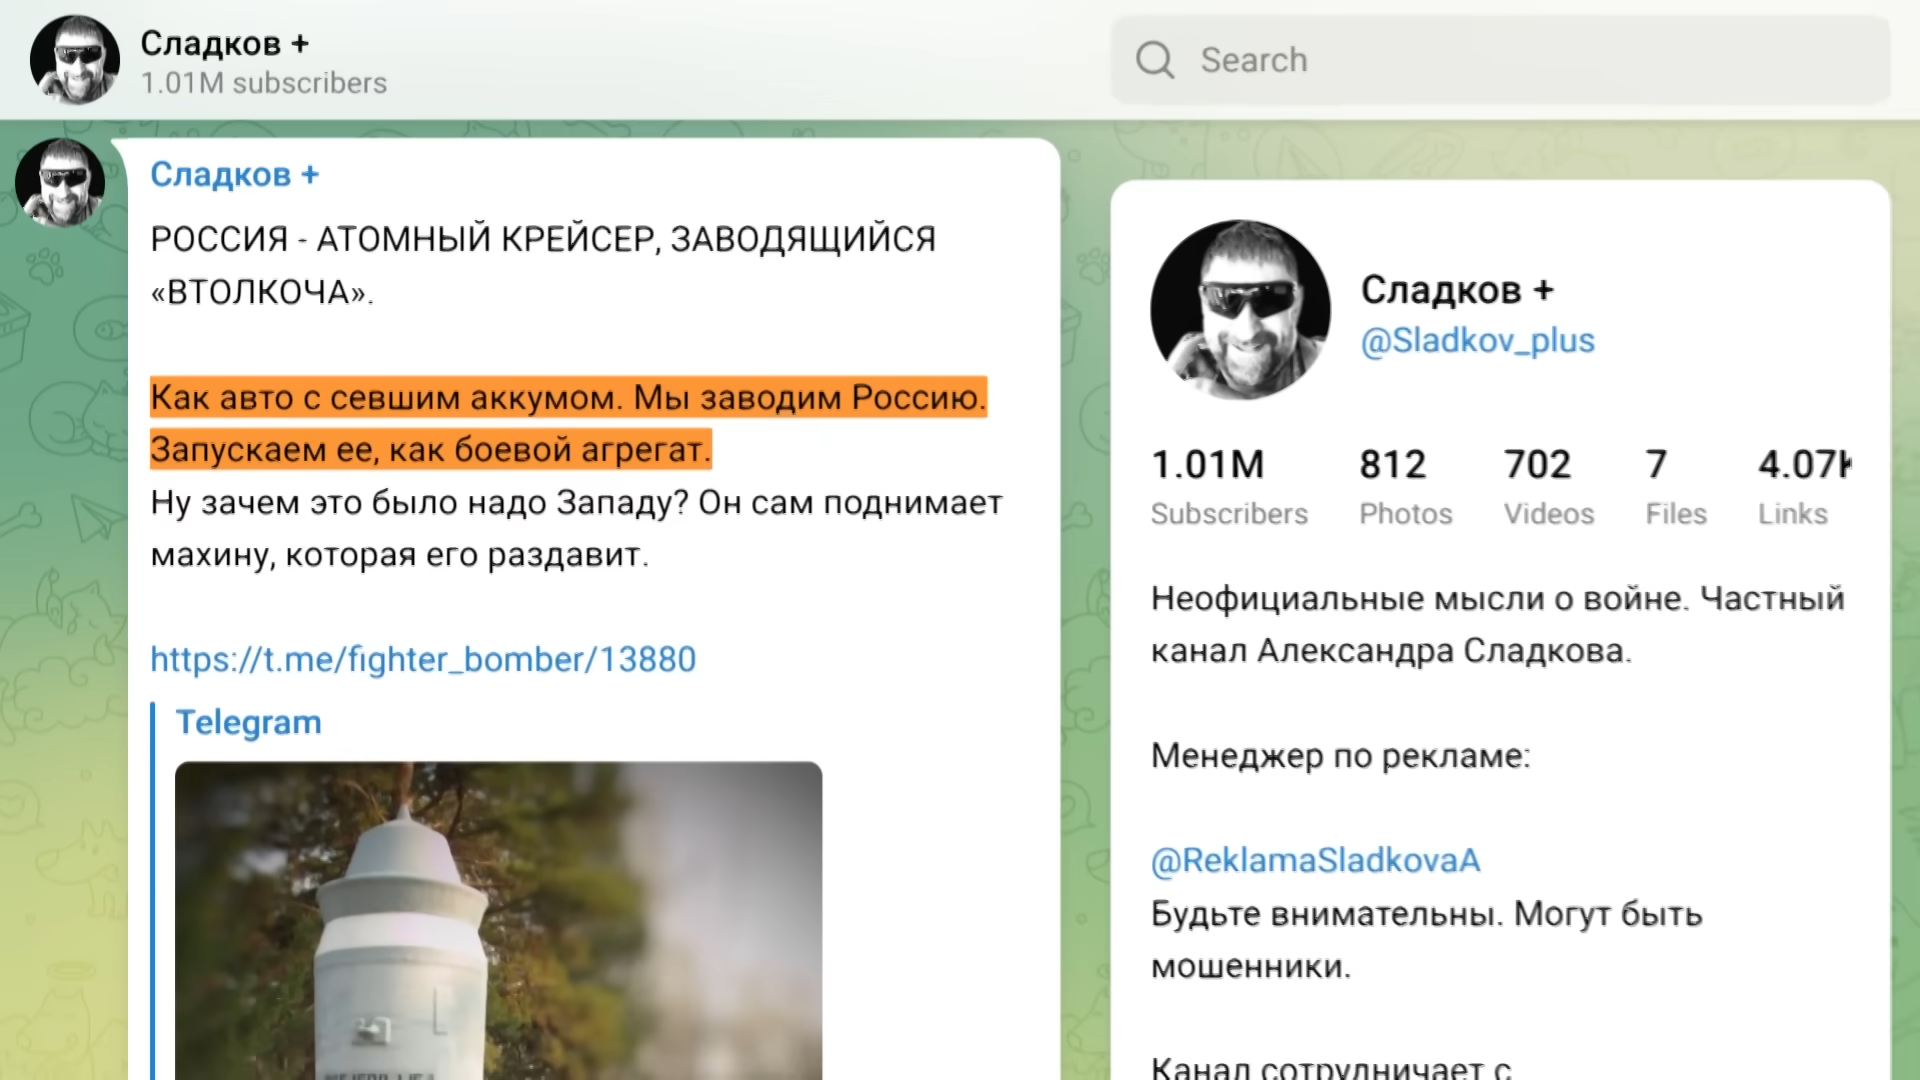 Сладков +
1.01M subscribers
Search
Сладков +
РОССИЯ - АТОМНЫЙ КРЕЙСЕР, ЗАВОДЯЩИЙСЯ
«ВТОЛКОЧА».
Как авто с севшим аккумом. Мы заводим Россию.
Запускаем ее, как боевой агрегат.
Ну зачем это было надо Западу? Он сам поднимает
махину, которая его раздавит.
https://t.me/fighter_bomber/13880
Telegram
Сладков +
@Sladkov_plus
1.01M 812 702 7 4.07K
Subscribers Photos Videos Files Links
Неофициальные мысли о войне. Частный
канал Александра Сладкова.
Менеджер по рекламе:
@ReklamaSladkovaA
Будьте внимательны. Могут быть
мошенники.
Канал сотрудничает с